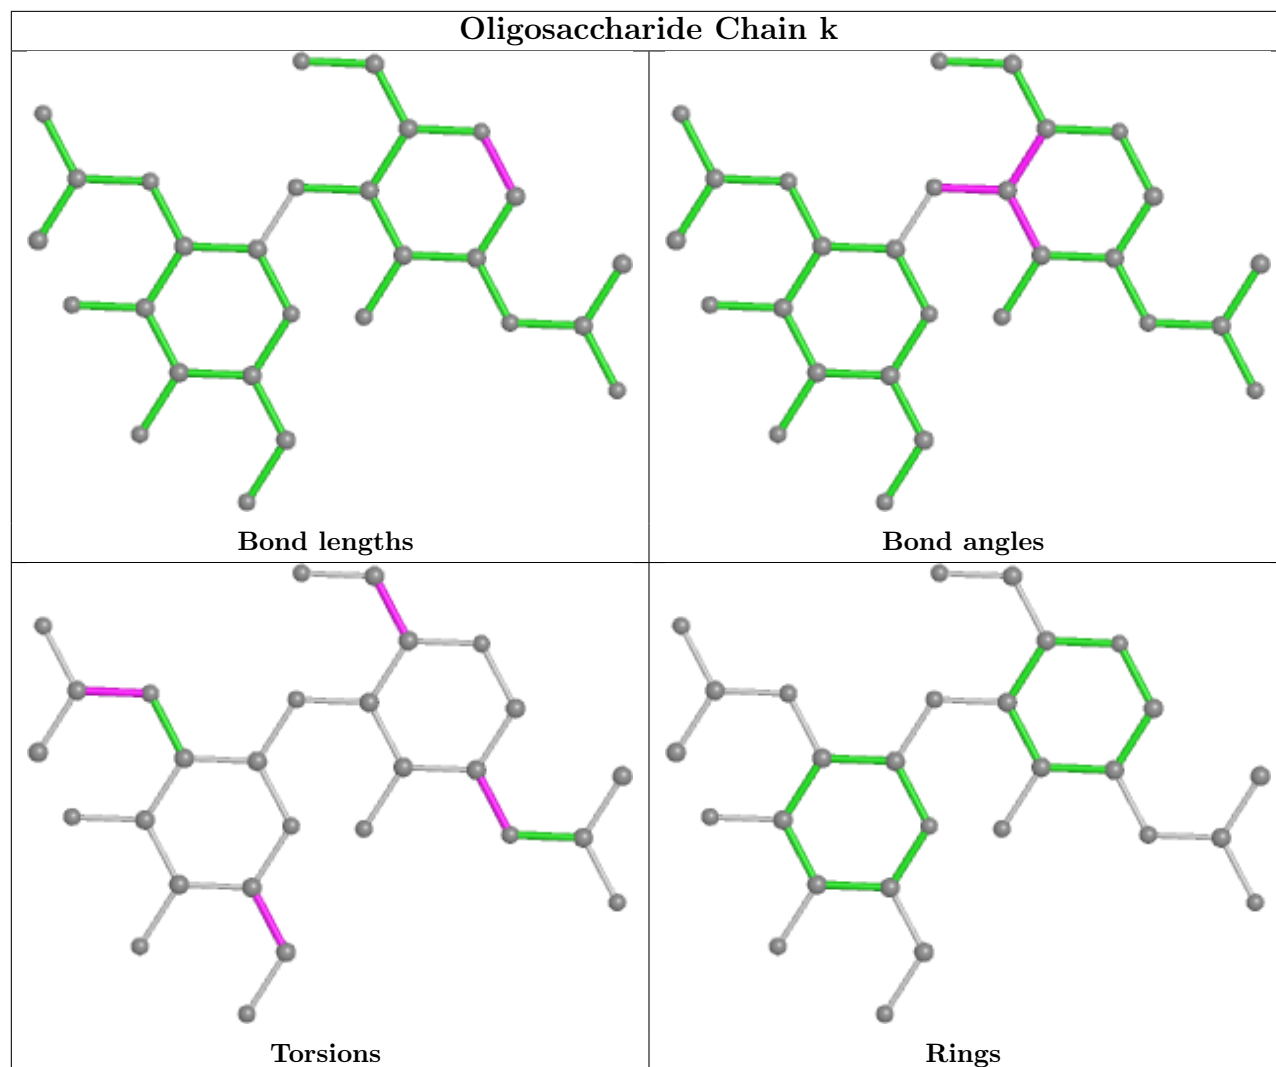 Oligosaccharide Chain k
Bond lengths
Bond angles
Torsions
Rings